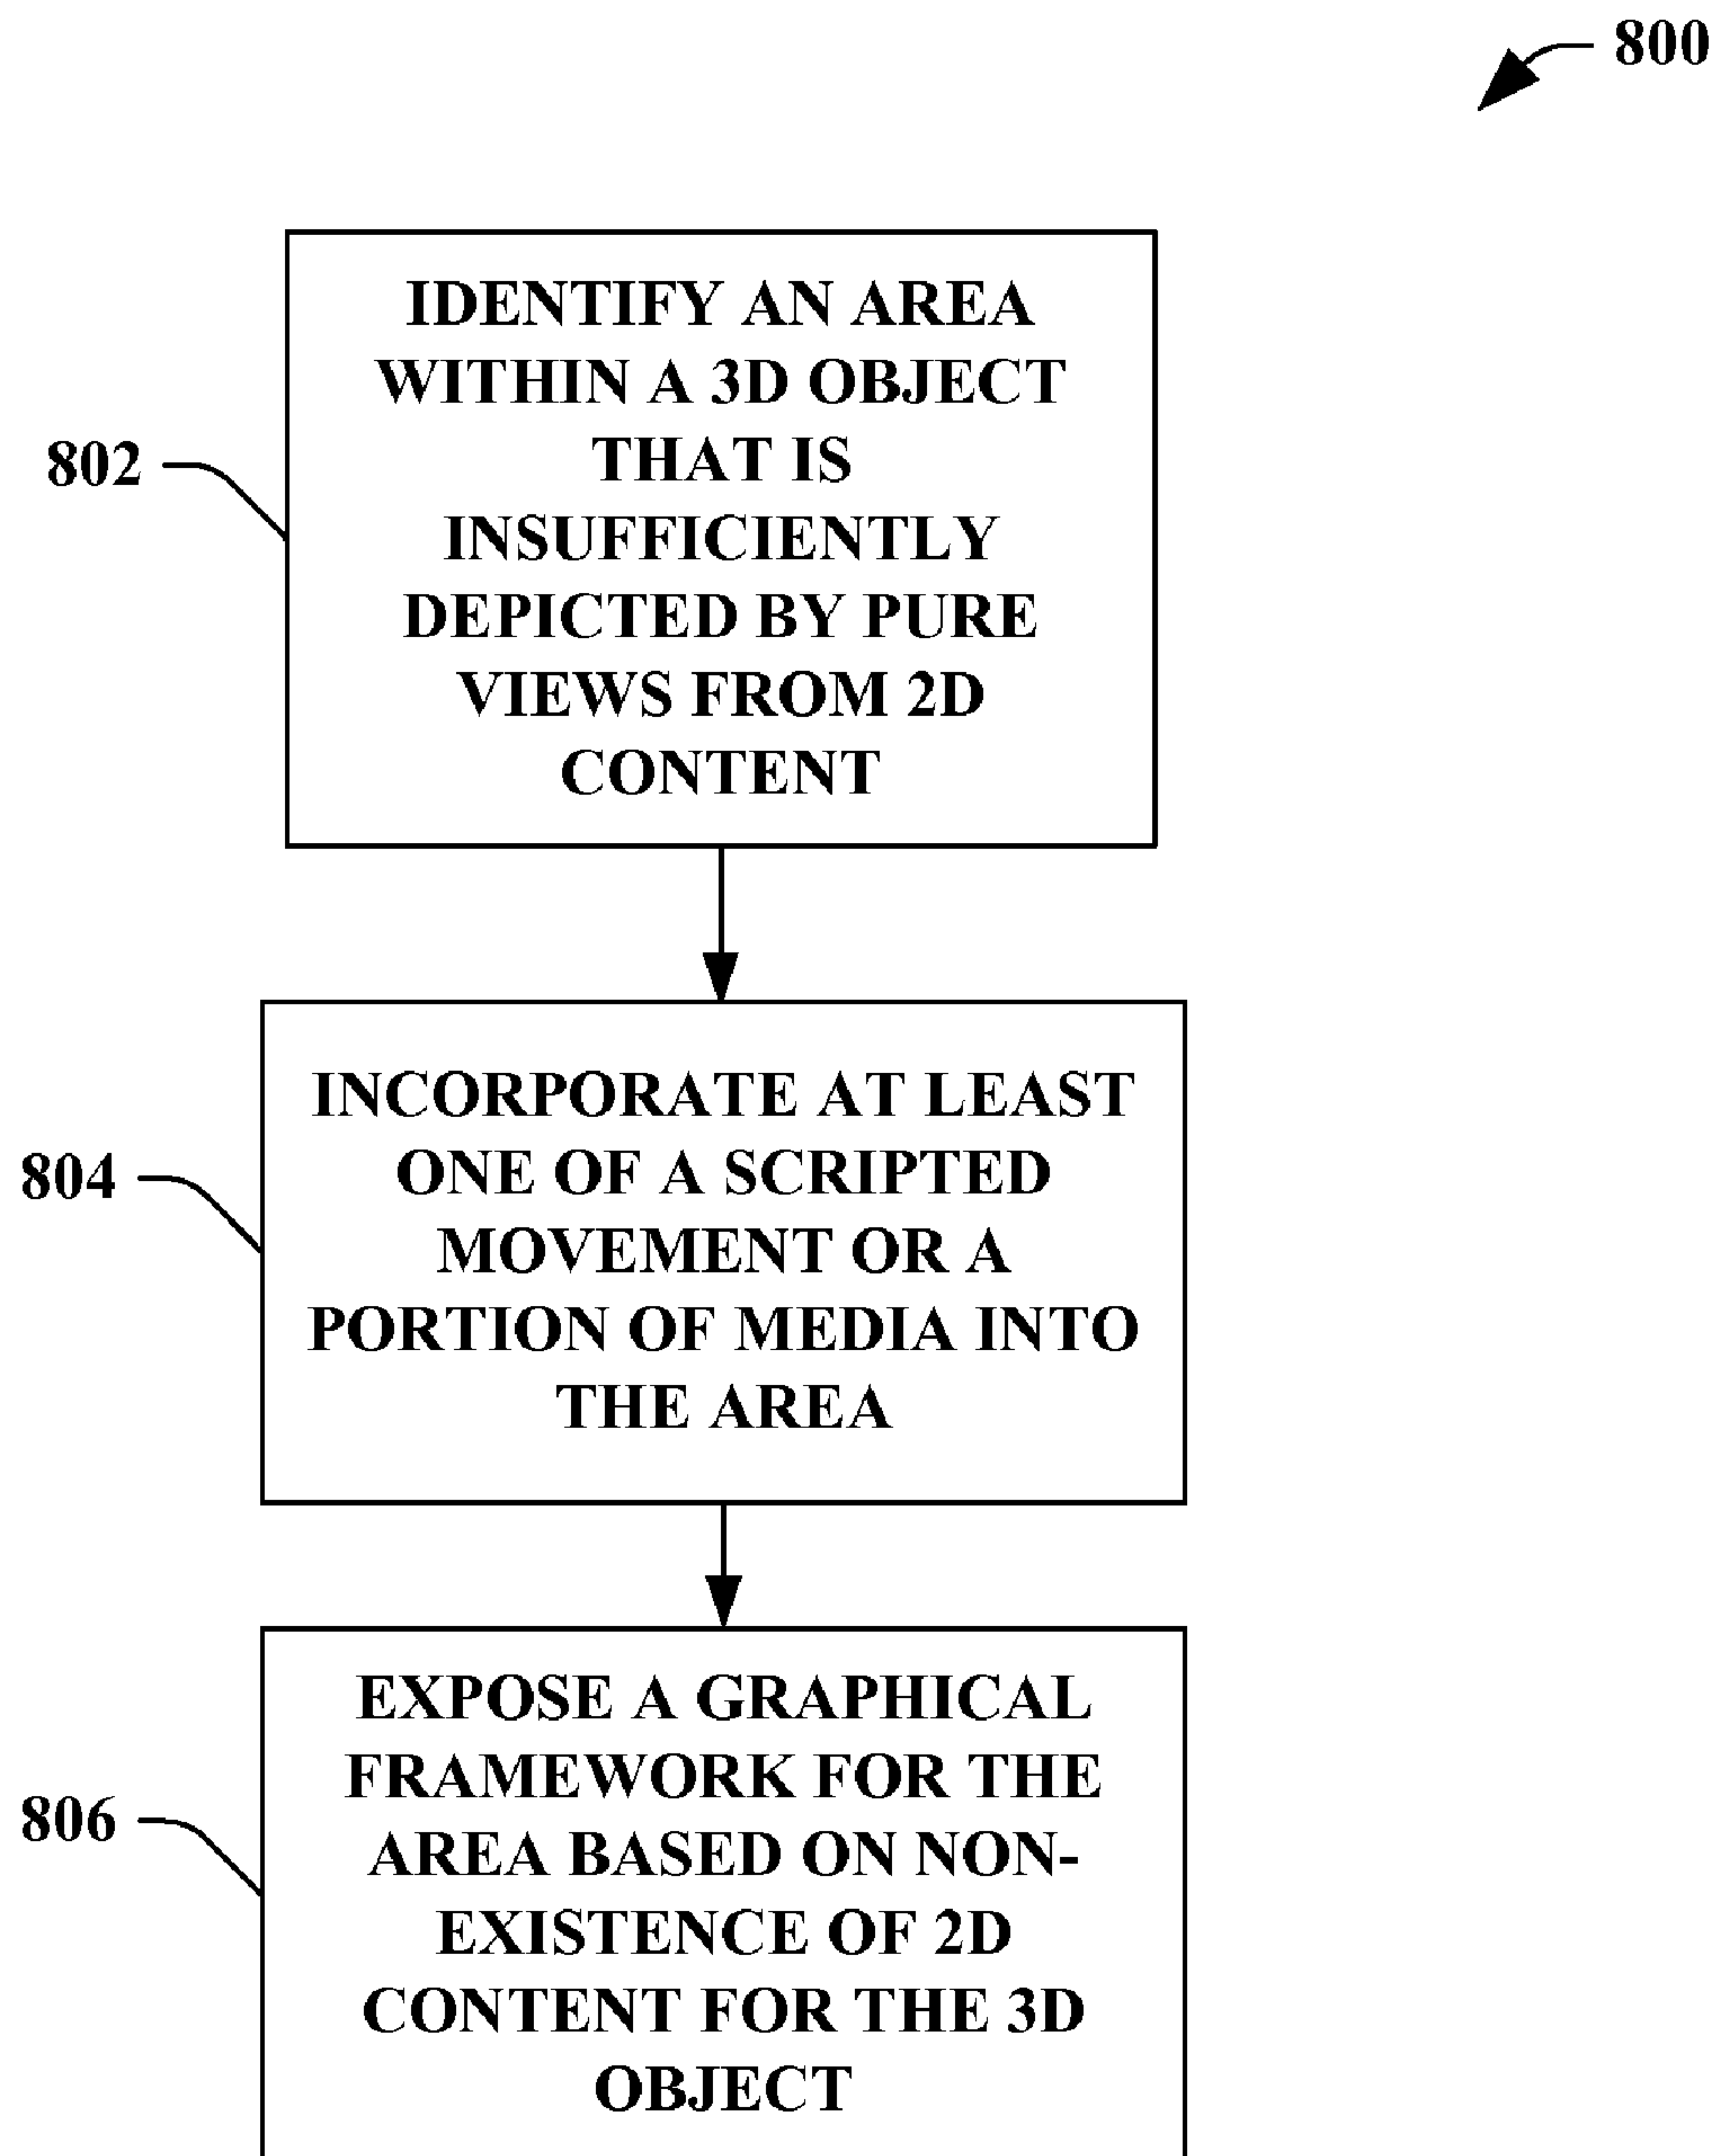 800
IDENTIFY AN AREA
WITHIN A 3D OBJECT
THAT IS
INSUFFICIENTLY
DEPICTED BY PURE
VIEWS FROM 2D
CONTENT
802
INCORPORATE AT LEAST
ONE OF A SCRIPTED
MOVEMENT OR A
PORTION OF MEDIA INTO
THE AREA
804
EXPOSE A GRAPHICAL
FRAMEWORK FOR THE
AREA BASED ON NON-
EXISTENCE OF 2D
CONTENT FOR THE 3D
OBJECT
806